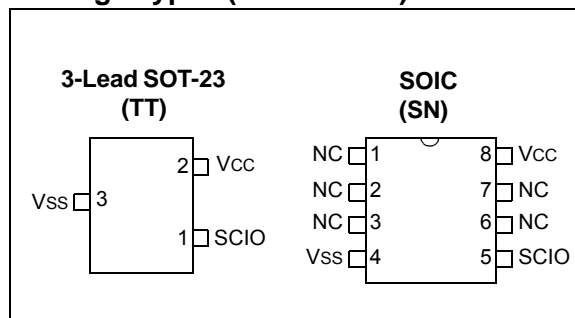 3-Lead SOT-23
(TT)
2 VCC
VSS 3
1 SCIO
SOIC
(SN)
NC 1 8 VCC
NC 2 7 NC
NC 3 6 NC
VSS 4 5 SCIO